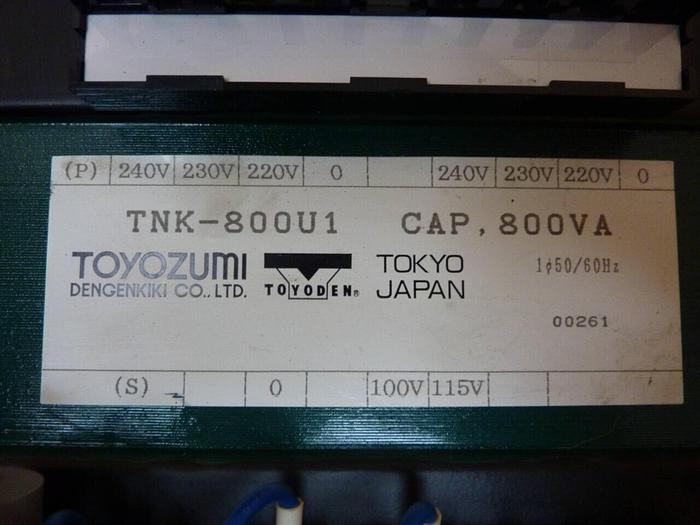 (P) 240V 230V 220V 0 240V 230V 220V 0
TNK-800U1 CAP, 800VA
TOYOZUMI TOKYO 1φ50/60Hz
DENGENKIKI CO., LTD. TOYODEN® JAPAN
00261
(S) 0 100V 115V